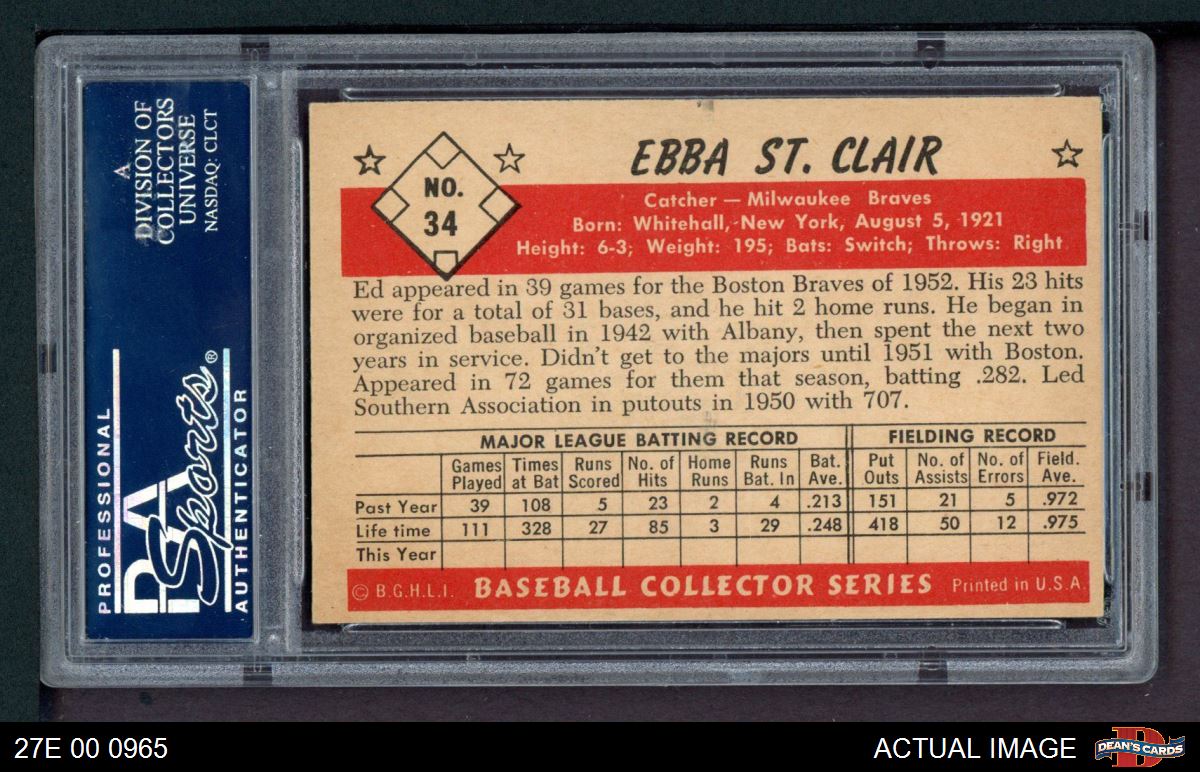 A
DIVISION OF
COLLECTORS
UNIVERSE
NASDAQ: CLCT
PROFESSIONAL
PSA
Sports®
AUTHENTICATOR
NO.
34
EBBA ST. CLAIR
Catcher — Milwaukee Braves
Born: Whitehall, New York, August 5, 1921
Height: 6-3; Weight: 195; Bats: Switch; Throws: Right
Ed appeared in 39 games for the Boston Braves of 1952. His 23 hits
were for a total of 31 bases, and he hit 2 home runs. He began in
organized baseball in 1942 with Albany, then spent the next two
years in service. Didn't get to the majors until 1951 with Boston.
Appeared in 72 games for them that season, batting .282. Led
Southern Association in putouts in 1950 with 707.
MAJOR LEAGUE BATTING RECORD FIELDING RECORD
Games Times Runs No. of Home Runs Bat. Put No. of No. of Field.
Played at Bat Scored Hits Runs Bat. In Ave. Outs Assists Errors Ave.
Past Year 39 108 5 23 2 4 .213 151 21 5 .972
Life time 111 328 27 85 3 29 .248 418 50 12 .975
This Year
© B.G.H.L.I. BASEBALL COLLECTOR SERIES Printed in U.S.A.
27E 00 0965
ACTUAL IMAGE
D
DEAN'S CARDS